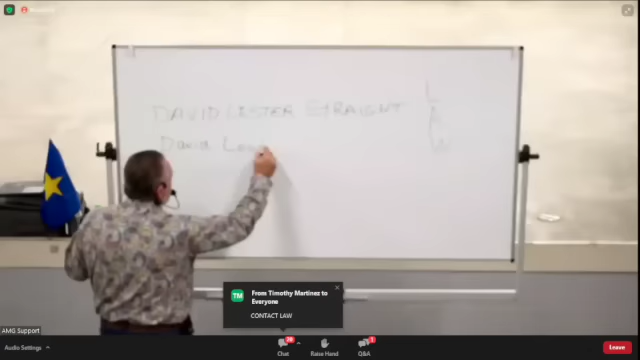 DAVID LESTER STRAIGHT
David Les
L
A
W
TM
From Timothy Martinez to
Everyone
CONTACT LAW
AMG Support
Audio Settings
Chat
Raise Hand
Q&A
Leave